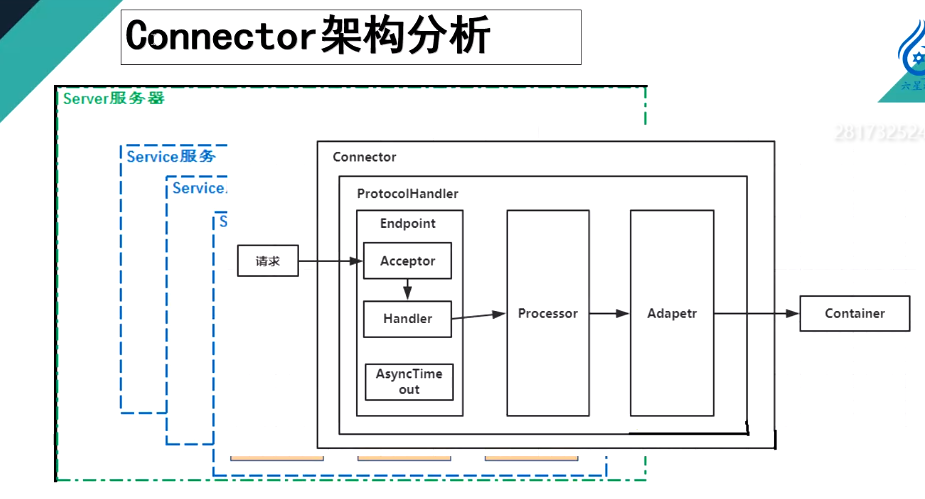 Connector架构分析
Server服务器
Service服务
Service
S
Connector
ProtocolHandler
Endpoint
请求
Acceptor
Handler
Processor
Adapetr
Container
AsyncTime
out
六星
28173252